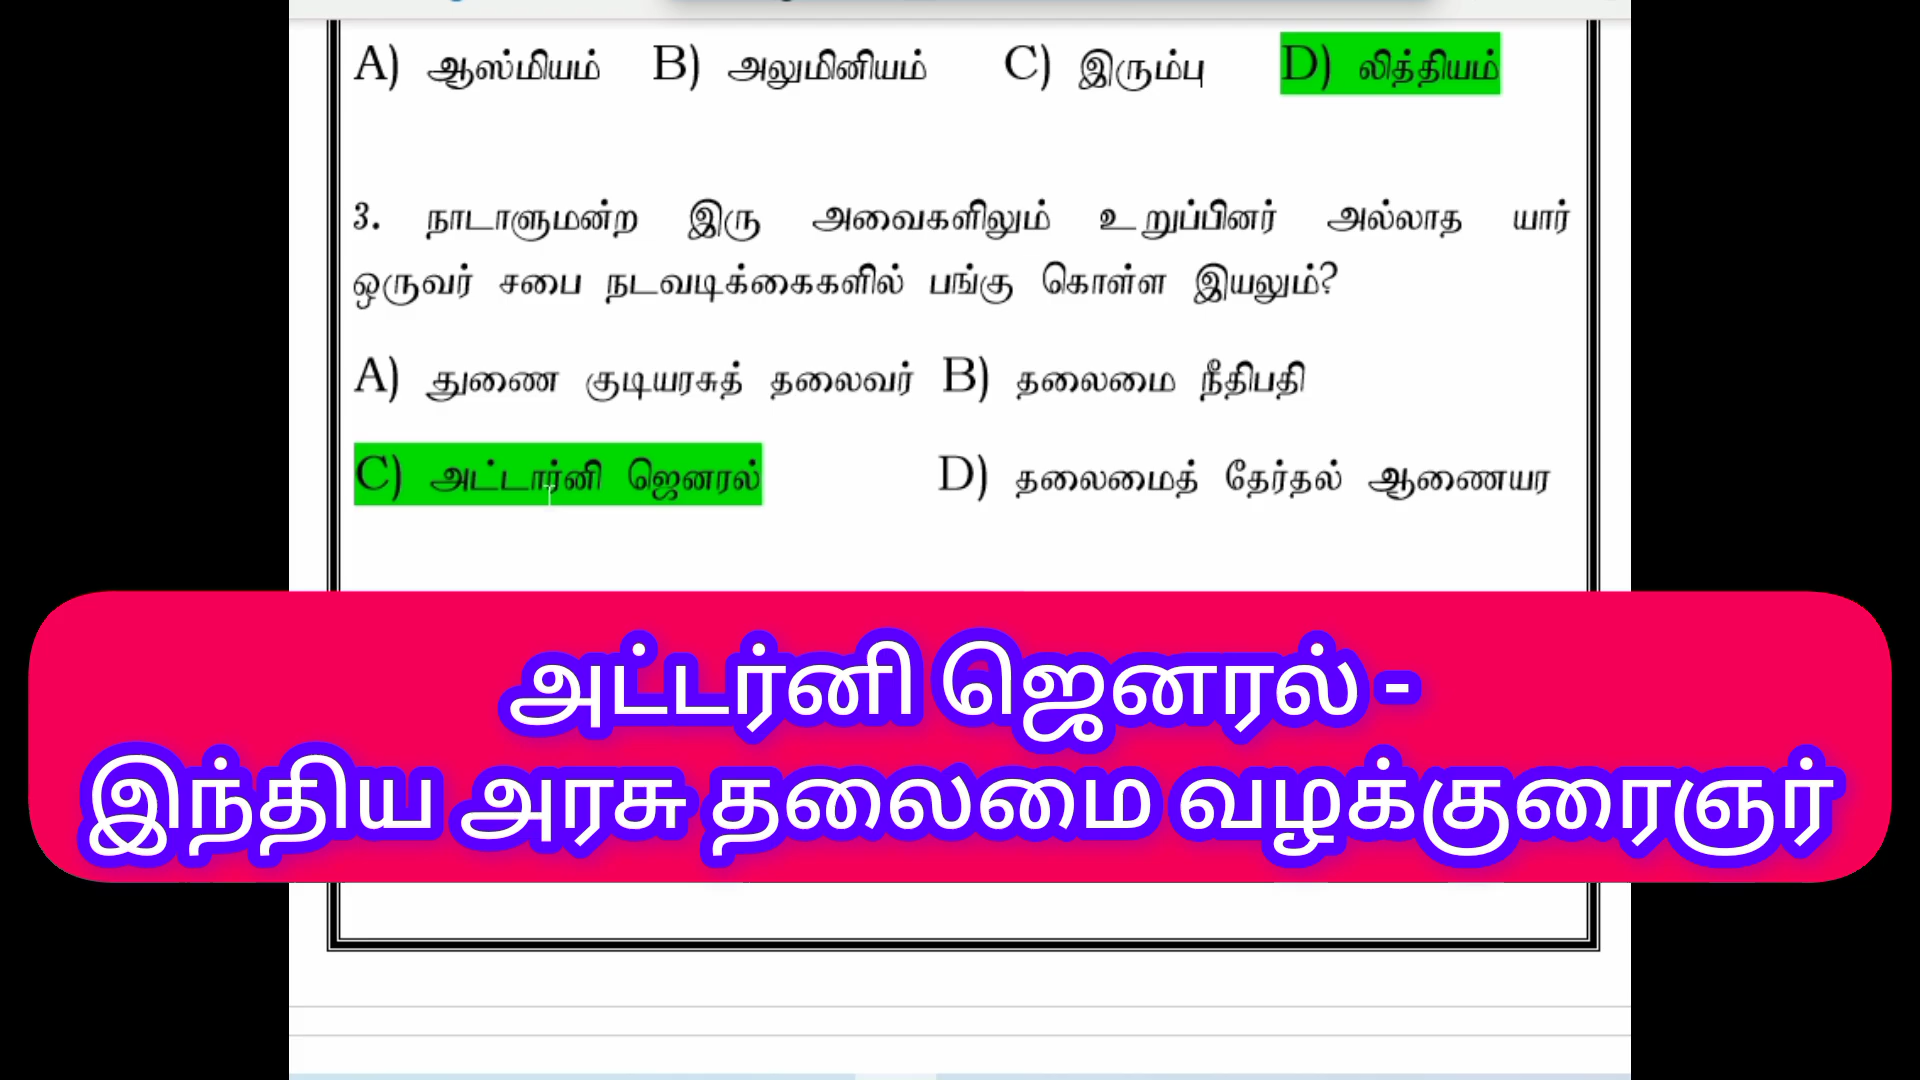 A) ஆஸ்மியம் B) அலுமினியம் C) இரும்பு D) லித்தியம்
3. நாடாளுமன்ற இரு அவைகளிலும் உறுப்பினர் அல்லாத யார்
ஒருவர் சபை நடவடிக்கைகளில் பங்கு கொள்ள இயலும்?
A) துணை குடியரசுத் தலைவர் B) தலைமை நீதிபதி
C) அட்டார்னி ஜெனரல் D) தலைமைத் தேர்தல் ஆணையர
அட்டர்னி ஜெனரல் -
இந்திய அரசு தலைமை வழக்குரைஞர்